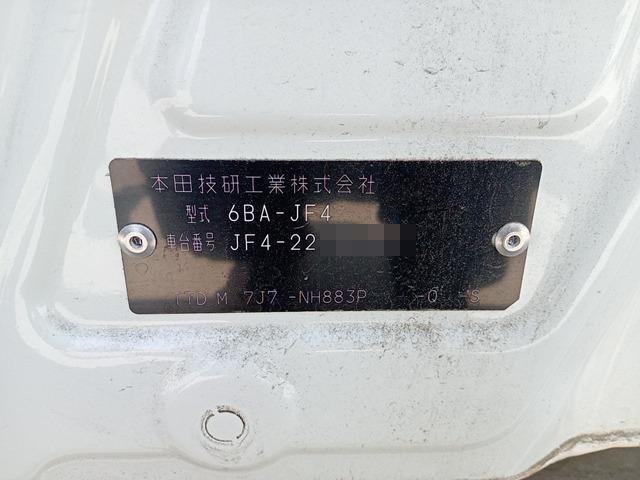 本田技研工業株式会社
型式 6BA-JF4
車台番号 JF4-22
7J7 -NH883P -0 -S